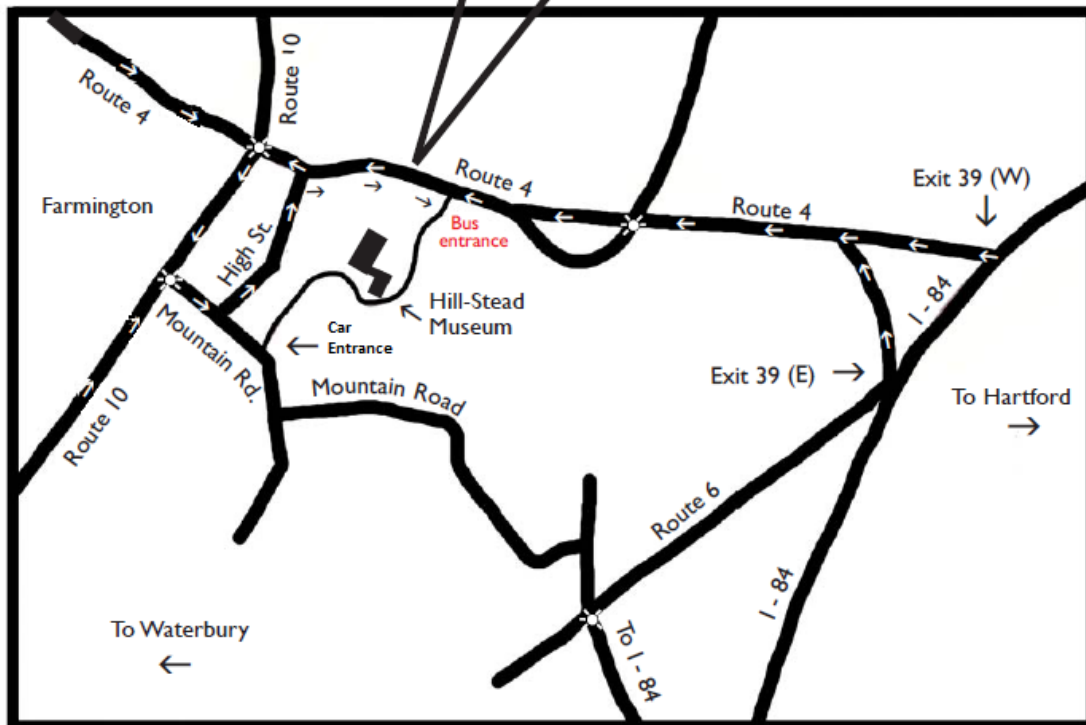 Route 10
Route 4
Route 4
Exit 39 (W)
Route 4
Farmington
Bus
entrance
High St.
I - 84
Hill-Stead
Museum
Car
Entrance
Mountain Rd.
Exit 39 (E)
Mountain Road
To Hartford
Route 10
Route 6
I - 84
To Waterbury
To I - 84